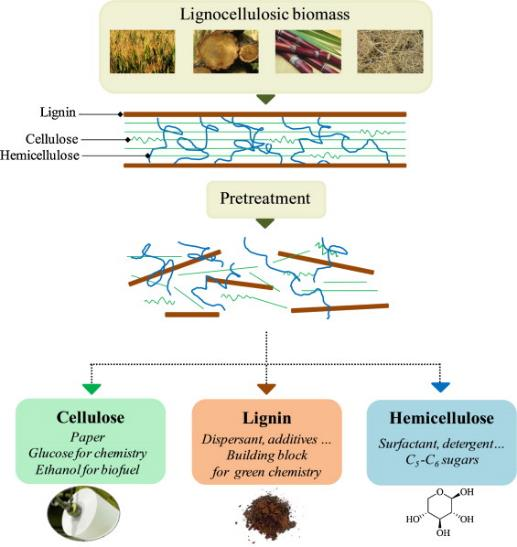 Lignocellulosic biomass
Lignin
Cellulose
Hemicellulose
Pretreatment
Cellulose
Paper
Glucose for chemistry
Ethanol for biofuel
Lignin
Dispersant, additives ...
Building block
for green chemistry
Hemicellulose
Surfactant, detergent...
C₅-C₆ sugars
O
OH
HO
OH
OH